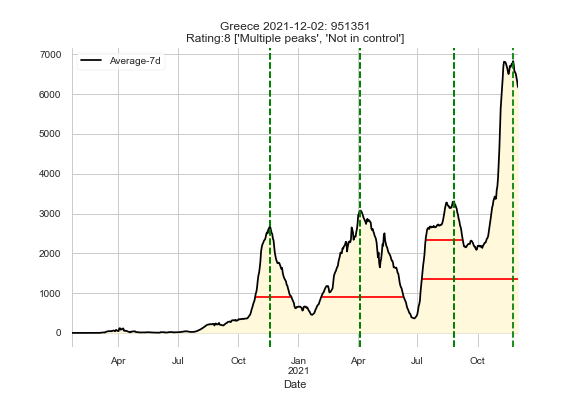 Greece 2021-12-02: 951351
Rating:8 ['Multiple peaks', 'Not in control']
Average-7d
7000
6000
5000
4000
3000
2000
1000
0
Apr Jul Oct Jan Apr Jul Oct
2021
Date